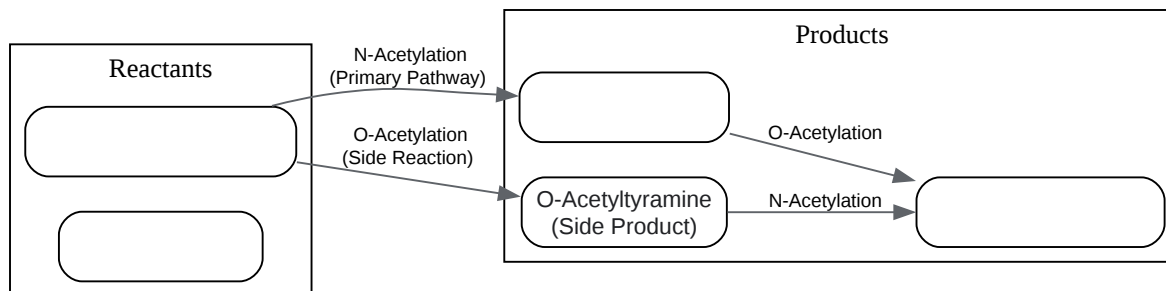 Reactants
N-Acetylation
(Primary Pathway)
O-Acetylation
(Side Reaction)
Products
O-Acetylation
O-Acetyltyramine
(Side Product)
N-Acetylation